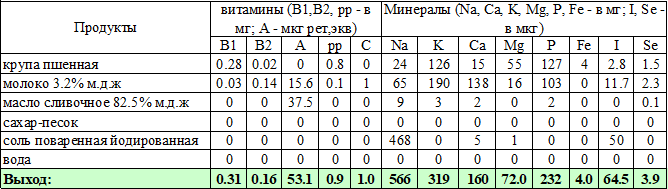 Продукты
витамины (B1,B2, pp - в мг; А - мкг рет,экв)
Минералы (Na, Ca, K, Mg, P, Fe - в мг; I, Se - в мкг)
B1 B2 A pp C Na K Ca Mg P Fe I Se
крупа пшенная 0.28 0.02 0 0.8 0 24 126 15 55 127 4 2.8 1.5
молоко 3.2% м.д.ж 0.03 0.14 15.6 0.1 1 65 190 138 16 103 0 11.7 2.3
масло сливочное 82.5% м.д.ж 0 0 37.5 0 0 9 3 2 0 2 0 0 0.1
сахар-песок 0 0 0 0 0 0 0 0 0 0 0 0 0
соль поваренная йодированная 0 0 0 0 0 468 0 5 1 0 0 50 0
вода 0 0 0 0 0 0 0 0 0 0 0 0 0
Выход: 0.31 0.16 53.1 0.9 1.0 566 319 160 72.0 232 4.0 64.5 3.9